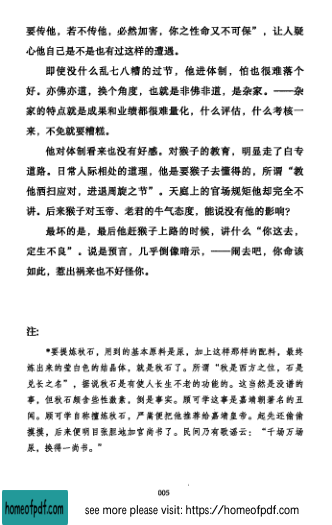 要传他，若不传他，必然加害，你之性命又不可保”，让人疑
心他自己是不是也有过这样的遭遇。
即使没什么乱七八糟的过节，他进体制，怕也很难落个
好。亦佛亦道，换个角度，也就是非佛非道，是杂家。——杂
家的特点就是成果和业绩都很难量化，什么评估，什么考核一
来，不免就要糟糕。
他对体制看来也没有好感。对猴子的教育，明显走了白专
道路。日常人际相处的道理，他是要猴子去懂得的，所谓“教
他洒扫应对，进退周旋之节”。天庭上的官场规矩他却完全不
讲。后来猴子对玉帝、老君的牛气态度，能说没有他的影响？
最坏的是，最后他赶猴子上路的时候，讲什么“你这去，
定生不良”。说是预言，几乎倒像暗示，——闹去吧，你命该
如此，惹出祸来也不好怪你。
注：
*要提炼秋石，用到的基本原料是尿，加上这样那样的配料，最终
炼出来的莹白色的结晶体，就是秋石了。所谓“秋是西方之位，石是
兑长之名”，据说秋石是有使人长生不老的功能的。这当然是没谱的
事，但秋石颇含些性激素，倒是事实。顾可学这事是嘉靖朝著名的丑
闻。顾可学自称擅炼秋石，严嵩便把他推荐给嘉靖皇帝。起先还偷偷
摸摸，后来便明目张胆地加官尚书了。民间乃有歌谣云：“千场万场
尿，换得一尚书。”
005
homeofpdf.com
see more please visit: https://homeofpdf.com